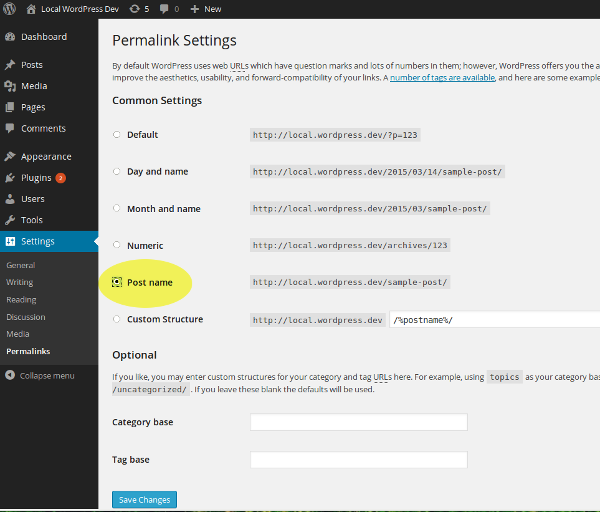 Local WordPress Dev 5 0 + New
Dashboard
Posts
Media
Pages
Comments
Appearance
Plugins 2
Users
Tools
Settings
General
Writing
Reading
Discussion
Media
Permalinks
Collapse menu
Permalink Settings
By default WordPress uses web URLs which have question marks and lots of numbers in them; however, WordPress offers you the a
improve the aesthetics, usability, and forward-compatibility of your links. A number of tags are available, and here are some example
Common Settings
Default http://local.wordpress.dev/?p=123
Day and name http://local.wordpress.dev/2015/03/14/sample-post/
Month and name http://local.wordpress.dev/2015/03/sample-post/
Numeric http://local.wordpress.dev/archives/123
Post name http://local.wordpress.dev/sample-post/
Custom Structure http://local.wordpress.dev /%postname%/
Optional
If you like, you may enter custom structures for your category and tag URLs here. For example, using topics as your category bas
/uncategorized/ . If you leave these blank the defaults will be used.
Category base
Tag base
Save Changes